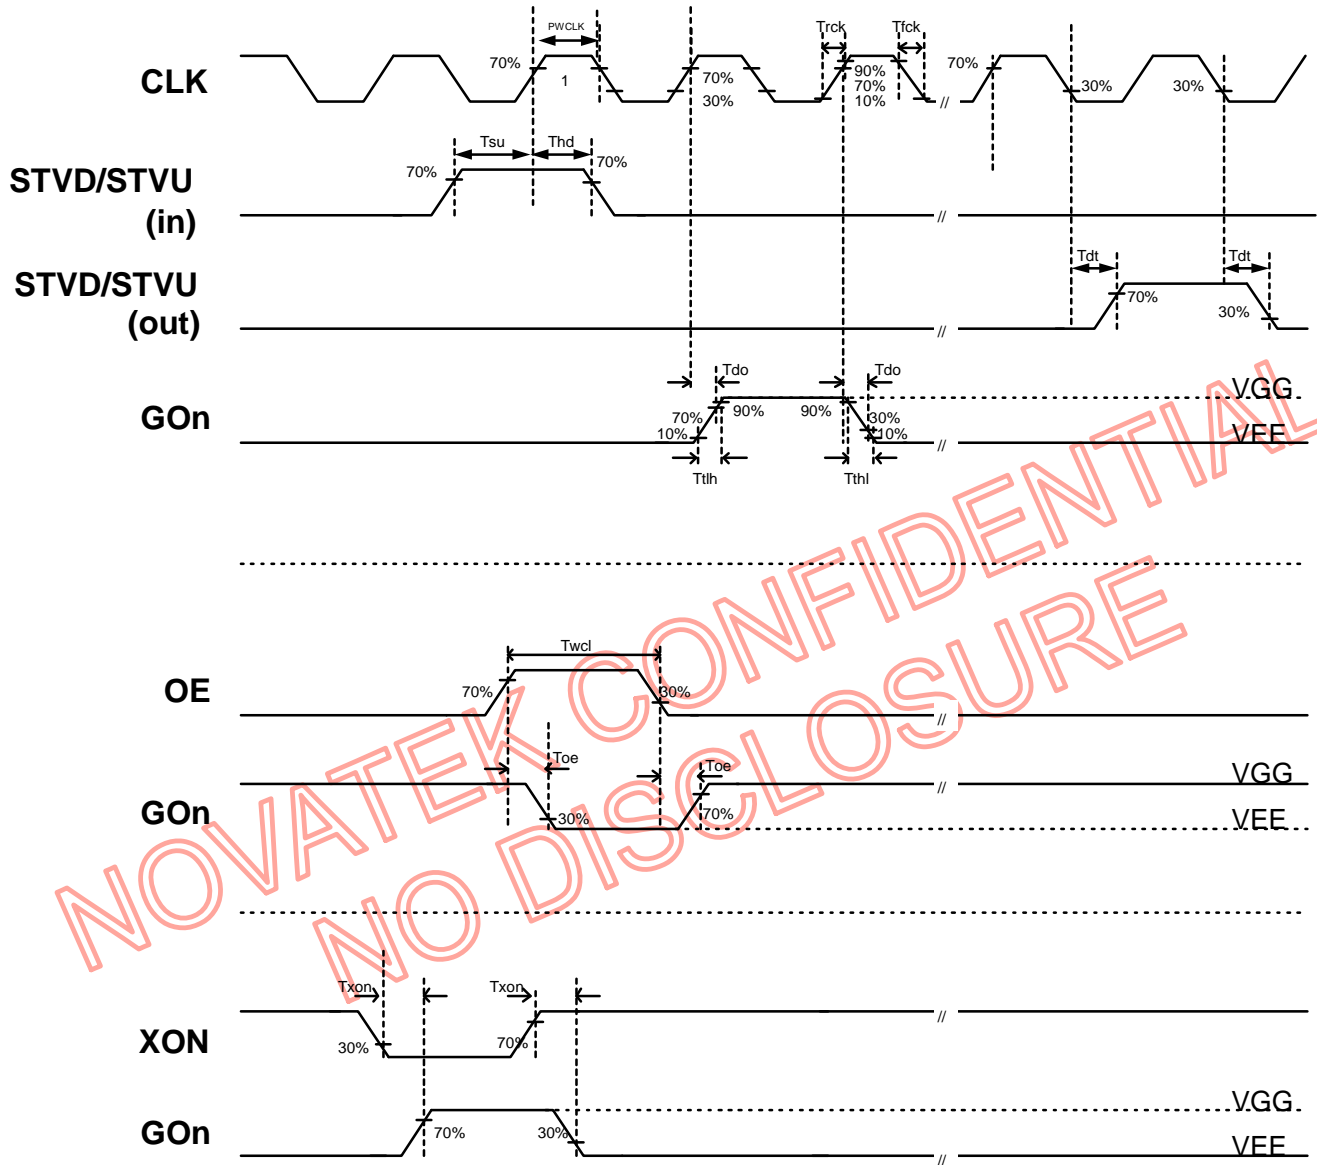 PWCLK
Trck
Tfck
CLK
70%
1
70%
30%
90%
70%
10%
70%
30%
30%
//
Tsu
Thd
STVD/STVU
(in)
70%
70%
//
STVD/STVU
(out)
Tdt
Tdt
70%
30%
//
Tdo
Tdo
GOn
70%
10%
90%
90%
30%
10%
VGG
VEE
//
Ttlh
Tthl
NOVATEK CONFIDENTIAL
NO DISCLOSURE
Twcl
OE
70%
30%
//
Toe
Toe
GOn
30%
70%
VGG
VEE
//
Txon
Txon
XON
30%
70%
//
GOn
70%
30%
VGG
VEE
//